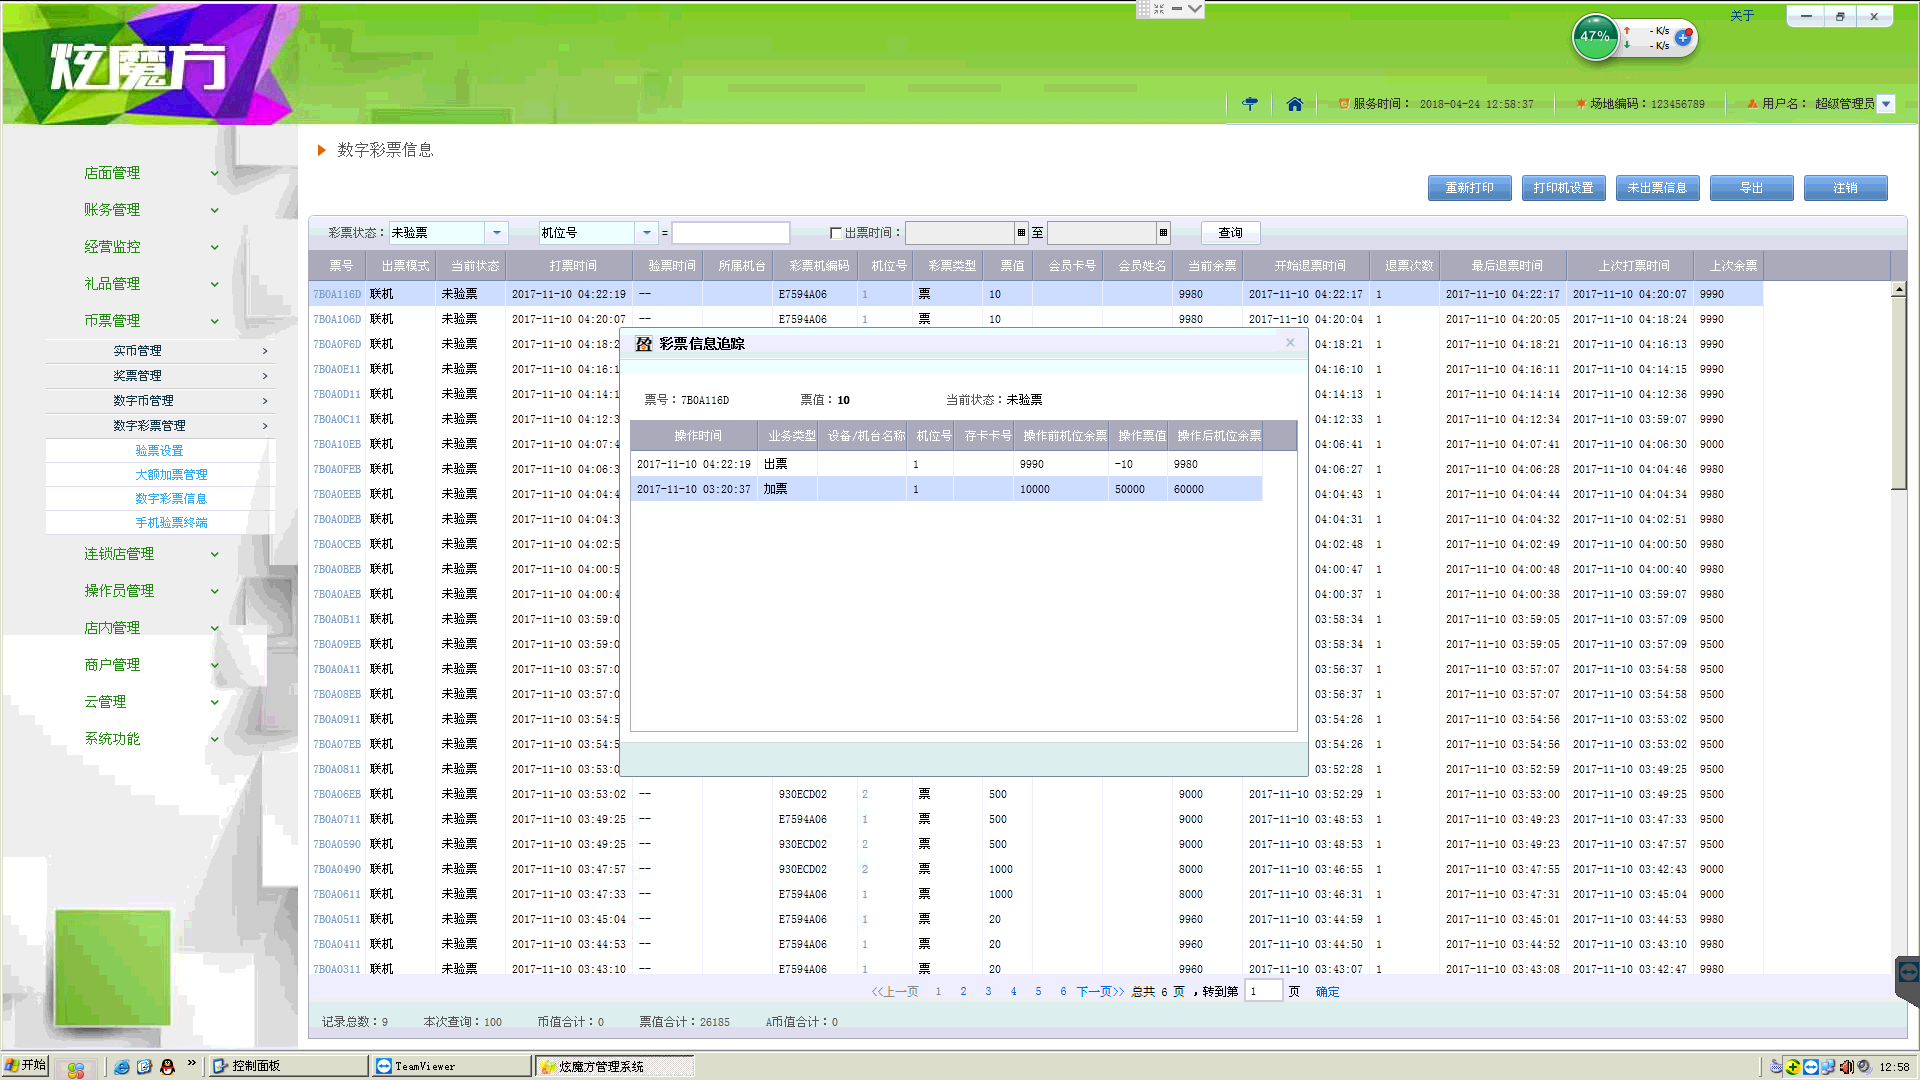 炫魔方
关于
47%
- K/s
- K/s
服务时间： 2018-04-24 12:58:37
场地编码：123456789
用户名： 超级管理员
店面管理
账务管理
经营监控
礼品管理
币票管理
实币管理
奖票管理
数字币管理
数字彩票管理
验票设置
大额加票管理
数字彩票信息
手机验票终端
连锁店管理
操作员管理
店内管理
商户管理
云管理
系统功能
数字彩票信息
重新打印 打印机设置 未出票信息 导出 注销
彩票状态：未验票 机位号 = 出票时间： 至 查询
票号 出票模式 当前状态 打票时间 验票时间 所属机台 彩票机编码 机位号 彩票类型 票值 会员卡号 会员姓名 当前余票 开始退票时间 退票次数 最后退票时间 上次打票时间 上次余票
7B0A116D 联机 未验票 2017-11-10 04:22:19 -- E7594A06 1 票 10 9980 2017-11-10 04:22:17 1 2017-11-10 04:22:17 2017-11-10 04:20:07 9990
7B0A106D 联机 未验票 2017-11-10 04:20:07 -- E7594A06 1 票 10 9980 2017-11-10 04:20:04 1 2017-11-10 04:20:05 2017-11-10 04:18:24 9990
7B0A0F6D 联机 未验票 2017-11-10 04:18:2 04:18:21 1 2017-11-10 04:18:21 2017-11-10 04:16:13 9990
7B0A0E11 联机 未验票 2017-11-10 04:16:1 04:16:10 1 2017-11-10 04:16:11 2017-11-10 04:14:15 9990
7B0A0D11 联机 未验票 2017-11-10 04:14:1 04:14:13 1 2017-11-10 04:14:14 2017-11-10 04:12:36 9990
7B0A0C11 联机 未验票 2017-11-10 04:12:3 04:12:33 1 2017-11-10 04:12:34 2017-11-10 03:59:07 9990
7B0A10EB 联机 未验票 2017-11-10 04:07:4 04:06:41 1 2017-11-10 04:07:41 2017-11-10 04:06:30 9000
7B0A0FEB 联机 未验票 2017-11-10 04:06:3 04:06:27 1 2017-11-10 04:06:28 2017-11-10 04:04:46 9980
7B0A0EEB 联机 未验票 2017-11-10 04:04:4 04:04:43 1 2017-11-10 04:04:44 2017-11-10 04:04:34 9980
7B0A0DEB 联机 未验票 2017-11-10 04:04:3 04:04:31 1 2017-11-10 04:04:32 2017-11-10 04:02:51 9980
7B0A0CEB 联机 未验票 2017-11-10 04:02:5 04:02:48 1 2017-11-10 04:02:49 2017-11-10 04:00:50 9980
7B0A0BEB 联机 未验票 2017-11-10 04:00:5 04:00:47 1 2017-11-10 04:00:48 2017-11-10 04:00:40 9980
7B0A0AEB 联机 未验票 2017-11-10 04:00:4 04:00:37 1 2017-11-10 04:00:38 2017-11-10 03:59:07 9980
7B0A0B11 联机 未验票 2017-11-10 03:59:0 03:58:34 1 2017-11-10 03:59:05 2017-11-10 03:57:09 9500
7B0A09EB 联机 未验票 2017-11-10 03:59:0 03:58:34 1 2017-11-10 03:59:05 2017-11-10 03:57:09 9500
7B0A0A11 联机 未验票 2017-11-10 03:57:0 03:56:37 1 2017-11-10 03:57:07 2017-11-10 03:54:58 9500
7B0A08EB 联机 未验票 2017-11-10 03:57:0 03:56:37 1 2017-11-10 03:57:07 2017-11-10 03:54:58 9500
7B0A0911 联机 未验票 2017-11-10 03:54:5 03:54:26 1 2017-11-10 03:54:56 2017-11-10 03:53:02 9500
7B0A07EB 联机 未验票 2017-11-10 03:54:5 03:54:26 1 2017-11-10 03:54:56 2017-11-10 03:53:02 9500
7B0A0811 联机 未验票 2017-11-10 03:53:0 03:52:28 1 2017-11-10 03:52:59 2017-11-10 03:49:25 9500
7B0A06EB 联机 未验票 2017-11-10 03:53:02 -- 930ECD02 2 票 500 9000 2017-11-10 03:52:29 1 2017-11-10 03:53:00 2017-11-10 03:49:25 9500
7B0A0711 联机 未验票 2017-11-10 03:49:25 -- E7594A06 1 票 500 9000 2017-11-10 03:48:53 1 2017-11-10 03:49:23 2017-11-10 03:47:33 9500
7B0A0590 联机 未验票 2017-11-10 03:49:25 -- 930ECD02 2 票 500 9000 2017-11-10 03:48:53 1 2017-11-10 03:49:23 2017-11-10 03:47:57 9500
7B0A0490 联机 未验票 2017-11-10 03:47:57 -- 930ECD02 2 票 1000 8000 2017-11-10 03:46:55 1 2017-11-10 03:47:55 2017-11-10 03:42:43 9000
7B0A0611 联机 未验票 2017-11-10 03:47:33 -- E7594A06 1 票 1000 8000 2017-11-10 03:46:31 1 2017-11-10 03:47:31 2017-11-10 03:45:04 9000
7B0A0511 联机 未验票 2017-11-10 03:45:04 -- E7594A06 1 票 20 9960 2017-11-10 03:44:59 1 2017-11-10 03:45:01 2017-11-10 03:44:53 9980
7B0A0411 联机 未验票 2017-11-10 03:44:53 -- E7594A06 1 票 20 9960 2017-11-10 03:44:50 1 2017-11-10 03:44:52 2017-11-10 03:43:10 9980
7B0A0311 联机 未验票 2017-11-10 03:43:10 -- E7594A06 1 票 20 9960 2017-11-10 03:43:07 1 2017-11-10 03:43:08 2017-11-10 03:42:47 9980
彩票信息追踪
票号：7B0A116D 票值：10 当前状态：未验票
操作时间 业务类型 设备/机台名称 机位号 存卡卡号 操作前机位余票 操作票值 操作后机位余票
2017-11-10 04:22:19 出票 1 9990 -10 9980
2017-11-10 03:20:37 加票 1 10000 50000 60000
<<上一页 1 2 3 4 5 6 下一页>> 总共 6 页 ，转到第 1 页 确定
记录总数：9 本次查询：100 币值合计：0 票值合计：26185 A币值合计：0
开始 控制面板 TeamViewer 炫魔方管理系统 12:58